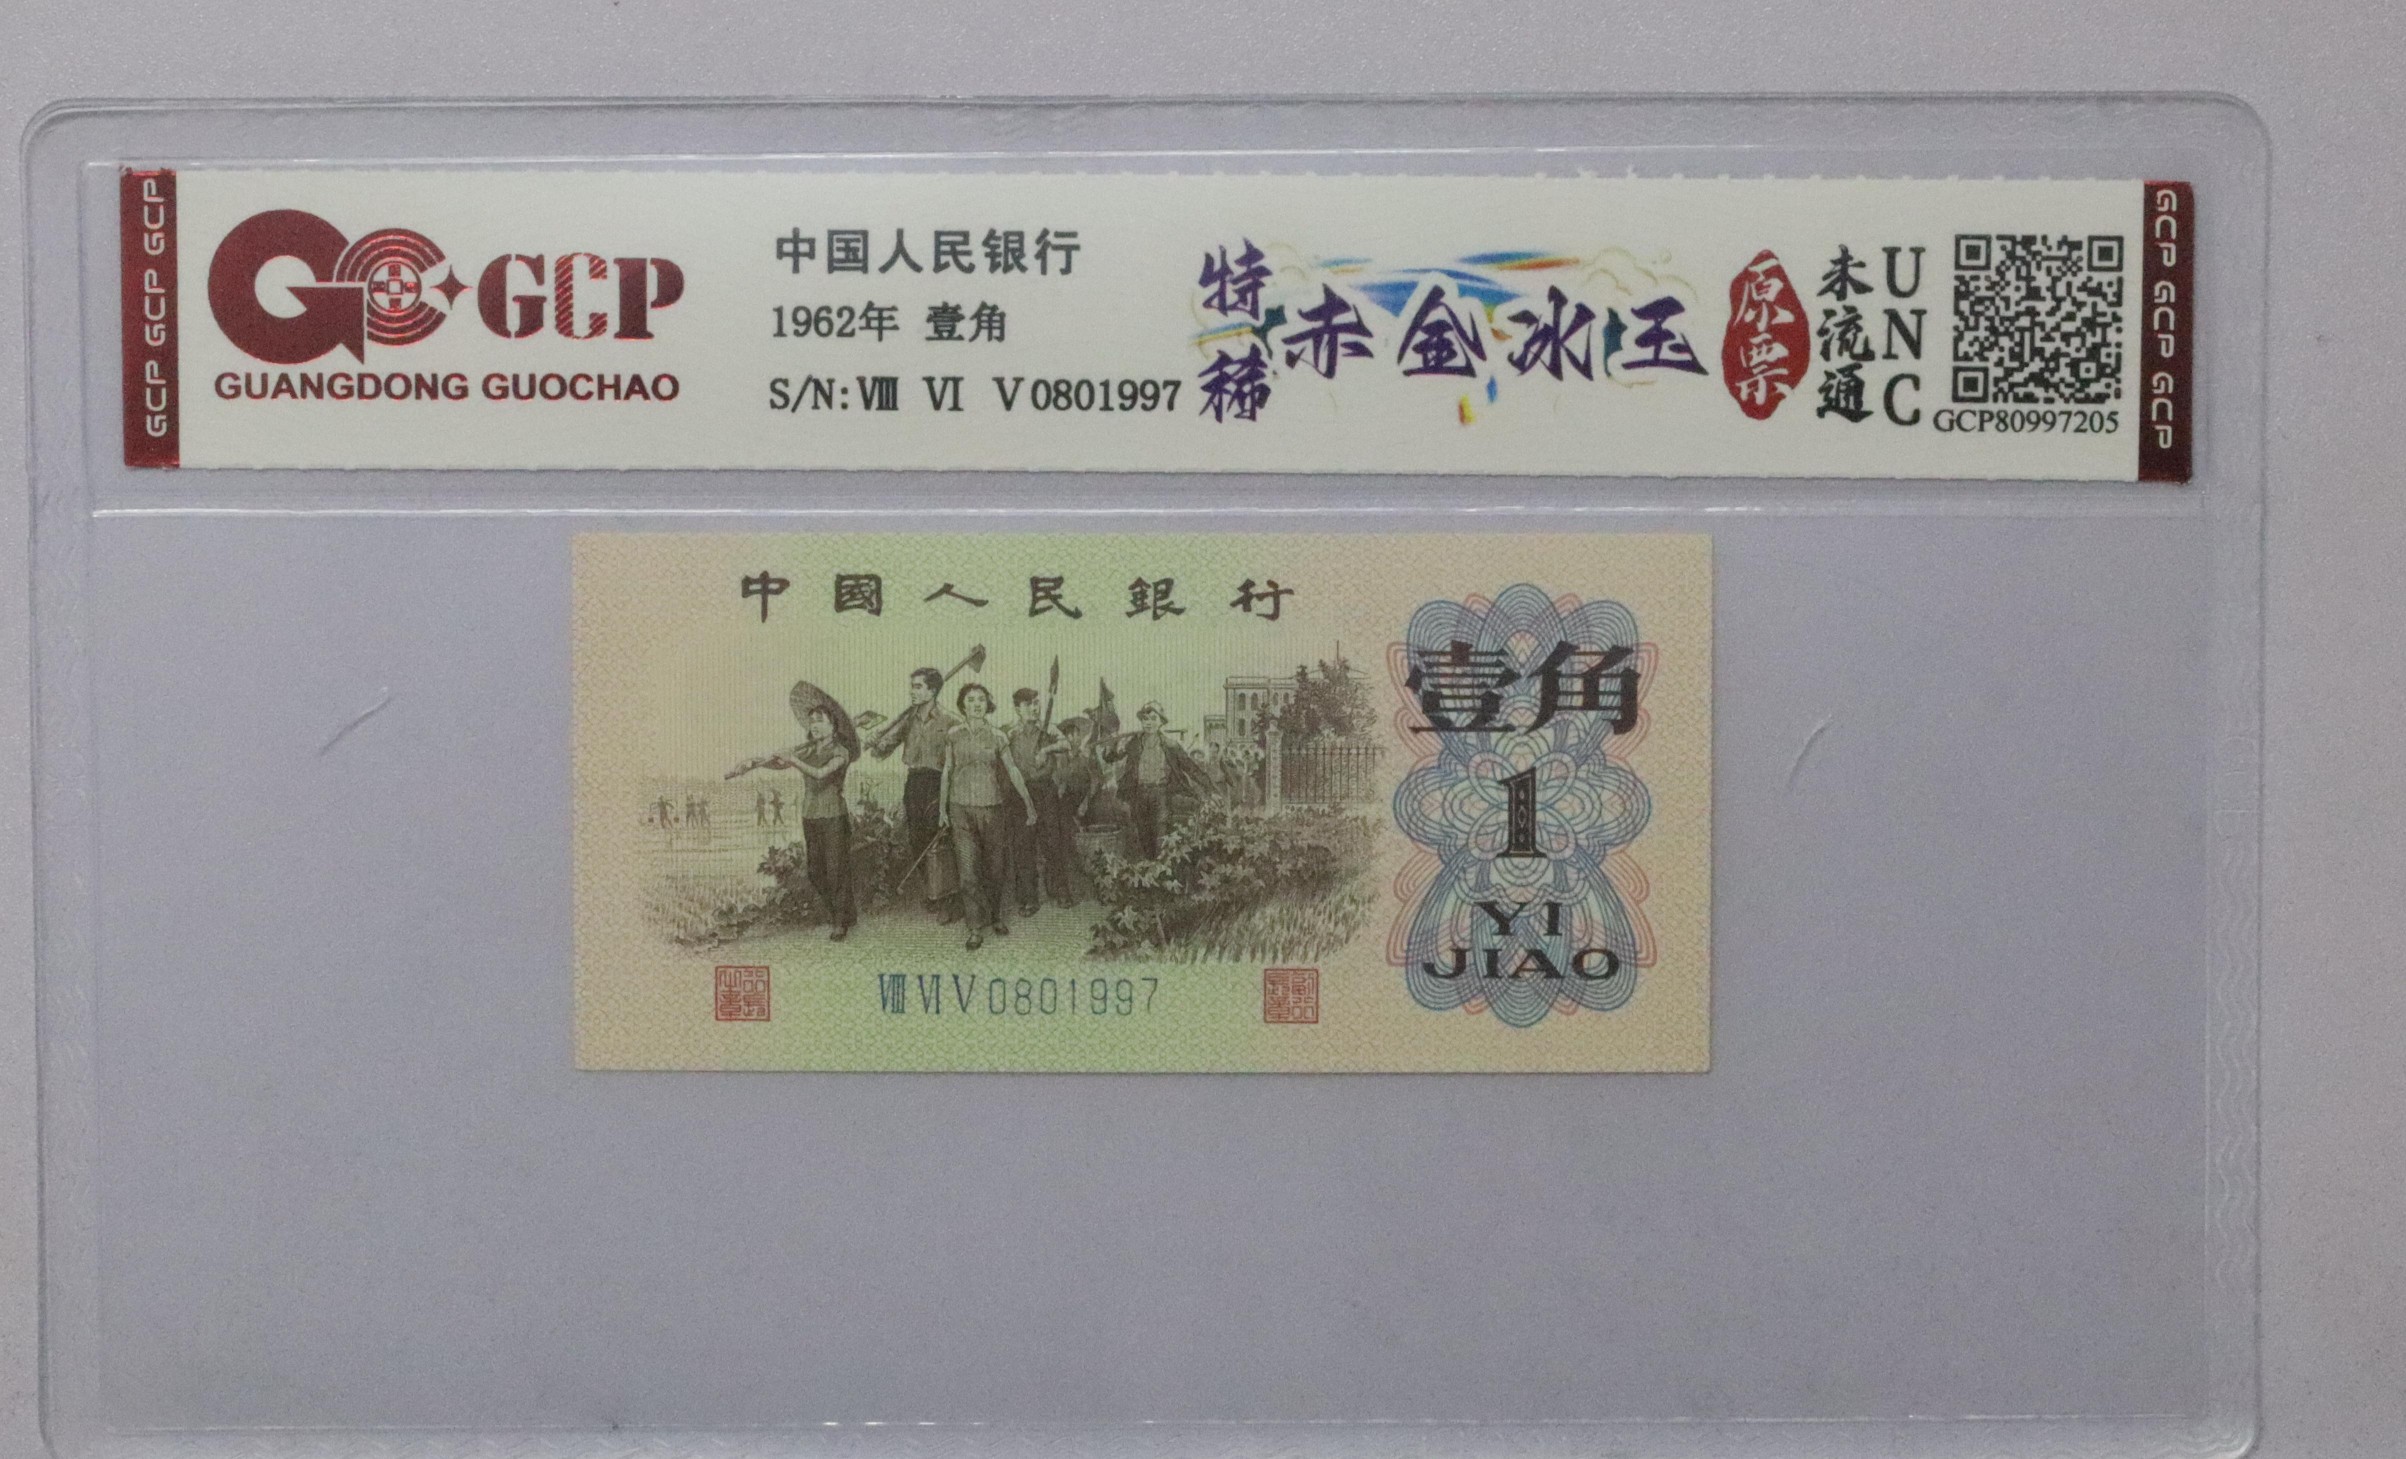 GCP GCP GCP
GCP
GUANGDONG GUOCHAO
中国人民银行
1962年 壹角
S/N: Ⅷ Ⅵ Ⅴ 0801997
特稀
赤金冰玉
原票
未流通
UNC
GCP80997205
GCP GCP GCP
中國人民銀行
壹角
1
YI
JIAO
Ⅷ Ⅵ Ⅴ 0801997